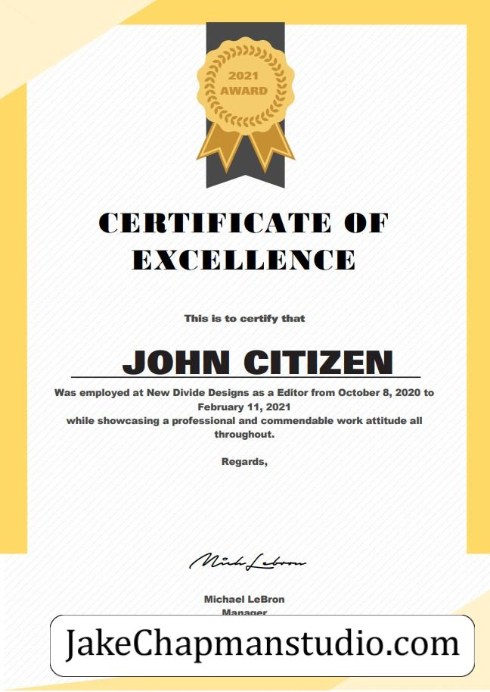 2021
AWARD
CERTIFICATE OF
EXCELLENCE
This is to certify that
JOHN CITIZEN
Was employed at New Divide Designs as a Editor from October 8, 2020 to
February 11, 2021
while showcasing a professional and commendable work attitude all
throughout.
Regards,
Mich Lebron
Michael LeBron
Manager
JakeChapmanstudio.com